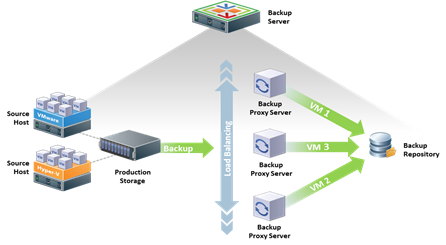 Backup
Server
Source
Host
VMware
Source
Host
Hyper-V
Production
Storage
Backup
Load Balancing
Backup
Proxy Server
VM 1
Backup
Proxy Server
VM 3
Backup
Proxy Server
VM 2
Backup
Repository